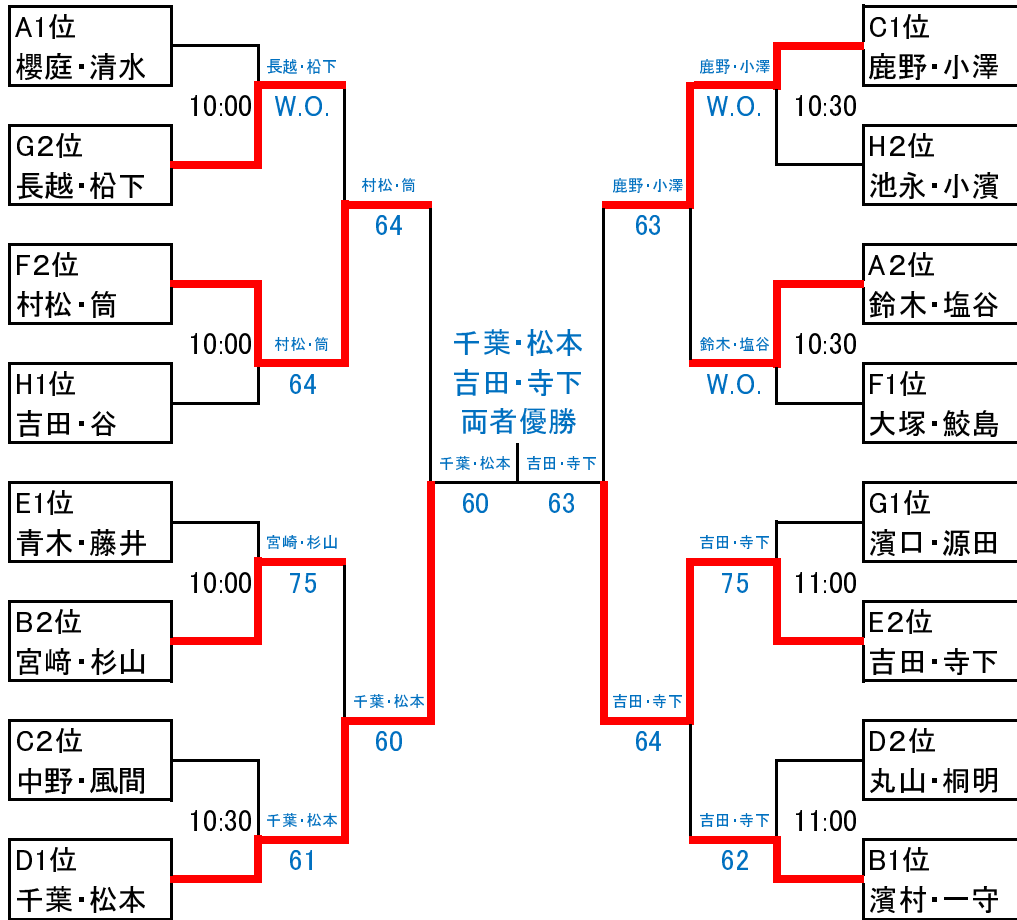 A1位
櫻庭・清水
10:00
G2位
長越・松下
長越・松下
W.O.
F2位
村松・筒
10:00
H1位
吉田・谷
村松・筒
64
村松・筒
64
E1位
青木・藤井
10:00
B2位
宮﨑・杉山
宮崎・杉山
75
C2位
中野・風間
10:30
D1位
千葉・松本
千葉・松本
61
千葉・松本
60
千葉・松本
吉田・寺下
両者優勝
千葉・松本
吉田・寺下
60
63
C1位
鹿野・小澤
10:30
H2位
池永・小濱
鹿野・小澤
W.O.
鹿野・小澤
63
A2位
鈴木・塩谷
10:30
F1位
大塚・鮫島
鈴木・塩谷
W.O.
G1位
濱口・源田
11:00
E2位
吉田・寺下
吉田・寺下
75
吉田・寺下
64
D2位
丸山・桐明
11:00
B1位
濱村・一守
吉田・寺下
62